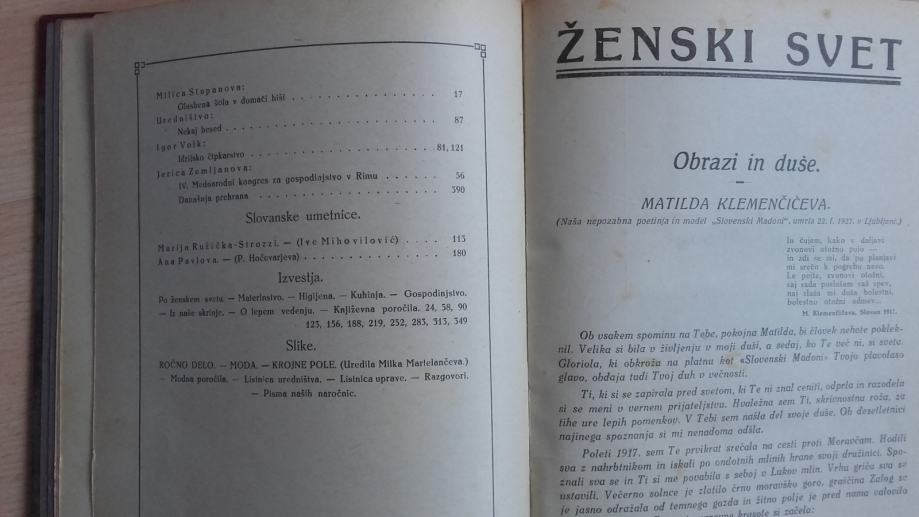 Milica Stopanova:
Glasbena šola v domači hiši . . . . . . . . . . . . . . . 17
Uredništvo:
Nekaj besed . . . . . . . . . . . . . . . . . . . . . 87
Igor Volk:
Idrijsko čipkarstvo . . . . . . . . . . . . . . . . . . 81, 121
Jerica Zemljanova:
IV. Mednarodni kongres za gospodinjstvo v Rimu . . . . . . 56
Današnja prehrana . . . . . . . . . . . . . . . . . . . 390
Slovanske umetnice.
Marija Ružička-Strozzi. — (Ive Mihovilović) . . . . 113
Ana Pavlova. — (P. Hočevarjeva) . . . . . . . . . . . . 180
Izvestja.
Po ženskem svetu. — Materinstvo. — Higijena. — Kuhinja. — Gospodinjstvo.
— Iz naše skrinje. — O lepem vedenju. — Književna poročila. 24, 58, 90
123, 156, 188, 219, 252, 283, 313, 349
Slike.
ROČNO DELO. — MODA. — KROJNE POLE. (Uredila Milka Martelančeva.)
— Modna poročila. — Listnica uredništva. — Listnica uprave. — Razgovori.
— Pisma naših naročnic.
ŽENSKI SVET
Obrazi in duše.
MATILDA KLEMENČIČEVA.
(Naša nepozabna poetinja in model „Slovenski Madoni“, umrla 22. I. 1927. v Ljubljani.)
In čujem, kako v daljavi
zvonovi otožno pojo —
in zdi se mi, da po planjavi
mi srečo k pogrebu neso.
Le pojte, zvonovi otožni,
saj rada poslušam vaš spev,
naj sluša mi duša bolestni,
bolestno otožni odmev...
M. Klemenčičeva, Slovan 1917.
Ob vsakem spominu na Tebe, pokojna Matilda, bi človek nehote poklek-
nil. Velika si bila v življenju v moji duši, a sedaj, ko Te več ni, si sveta.
Gloriola, ki obkroža na platnu kot «Slovenski Madoni» Tvojo plavolaso
glavo, obdaja tudi Tvoj duh v večnosti.
Ti, ki si se zapirala pred svetom, ki Te ni znal ceniti, odprla in razodela
si se meni v vernem prijateljstvu. Hvaležna sem Ti, skrivnostna roža, za
tihe ure lepih pomenkov. V Tebi sem našla del svoje duše. Ob desetletnici
najinega spoznanja si mi nenadoma odšla.
Poleti 1917. sem Te prvikrat srečala na cesti proti Moravčam. Hodili
sva z nahrbtnikom in iskali po ondotnih mlinih hrane svoji družinici. Spo-
znali sva se in Ti si me povabila s seboj v Lukov mlin. Vrhu griča sva se
ustavili. Večerno solnce je zlatilo črno moravško goro, graščina Zalog se
je jasno odražala od temnega gozda in žitno polje je pred nama valovilo
krasote si začela: